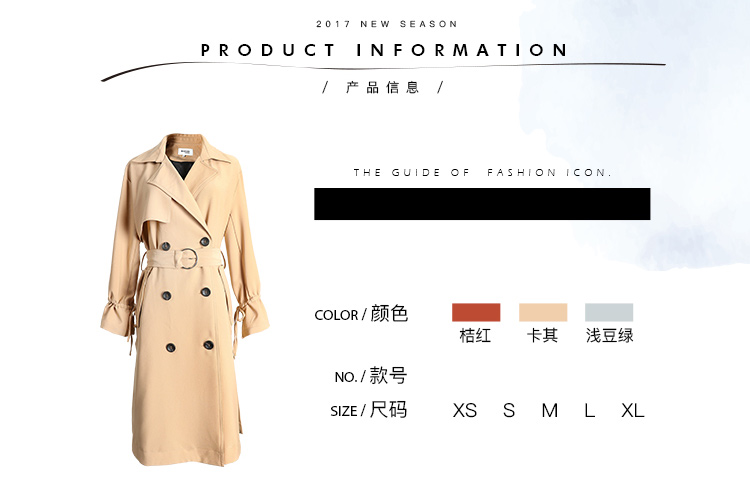 2017 NEW SEASON
PRODUCT INFORMATION
/ 产品信息 /
THE GUIDE OF FASHION ICON.
COLOR / 颜色
桔红 卡其 浅豆绿
NO. / 款号
SIZE / 尺码 XS S M L XL